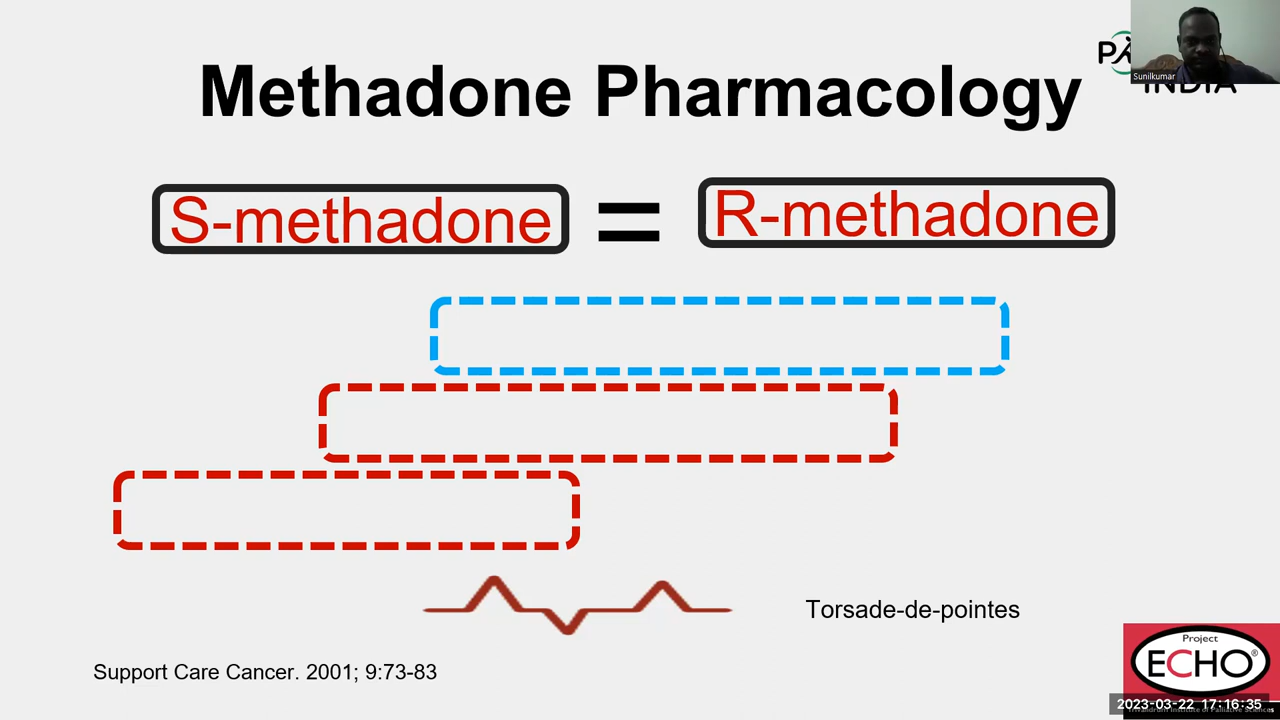 Methadone Pharmacology
Sunilkumar
INDIA
S-methadone = R-methadone
Torsade-de-pointes
Support Care Cancer. 2001; 9:73-83
Project
ECHO®
2023-03-22 17:16:35